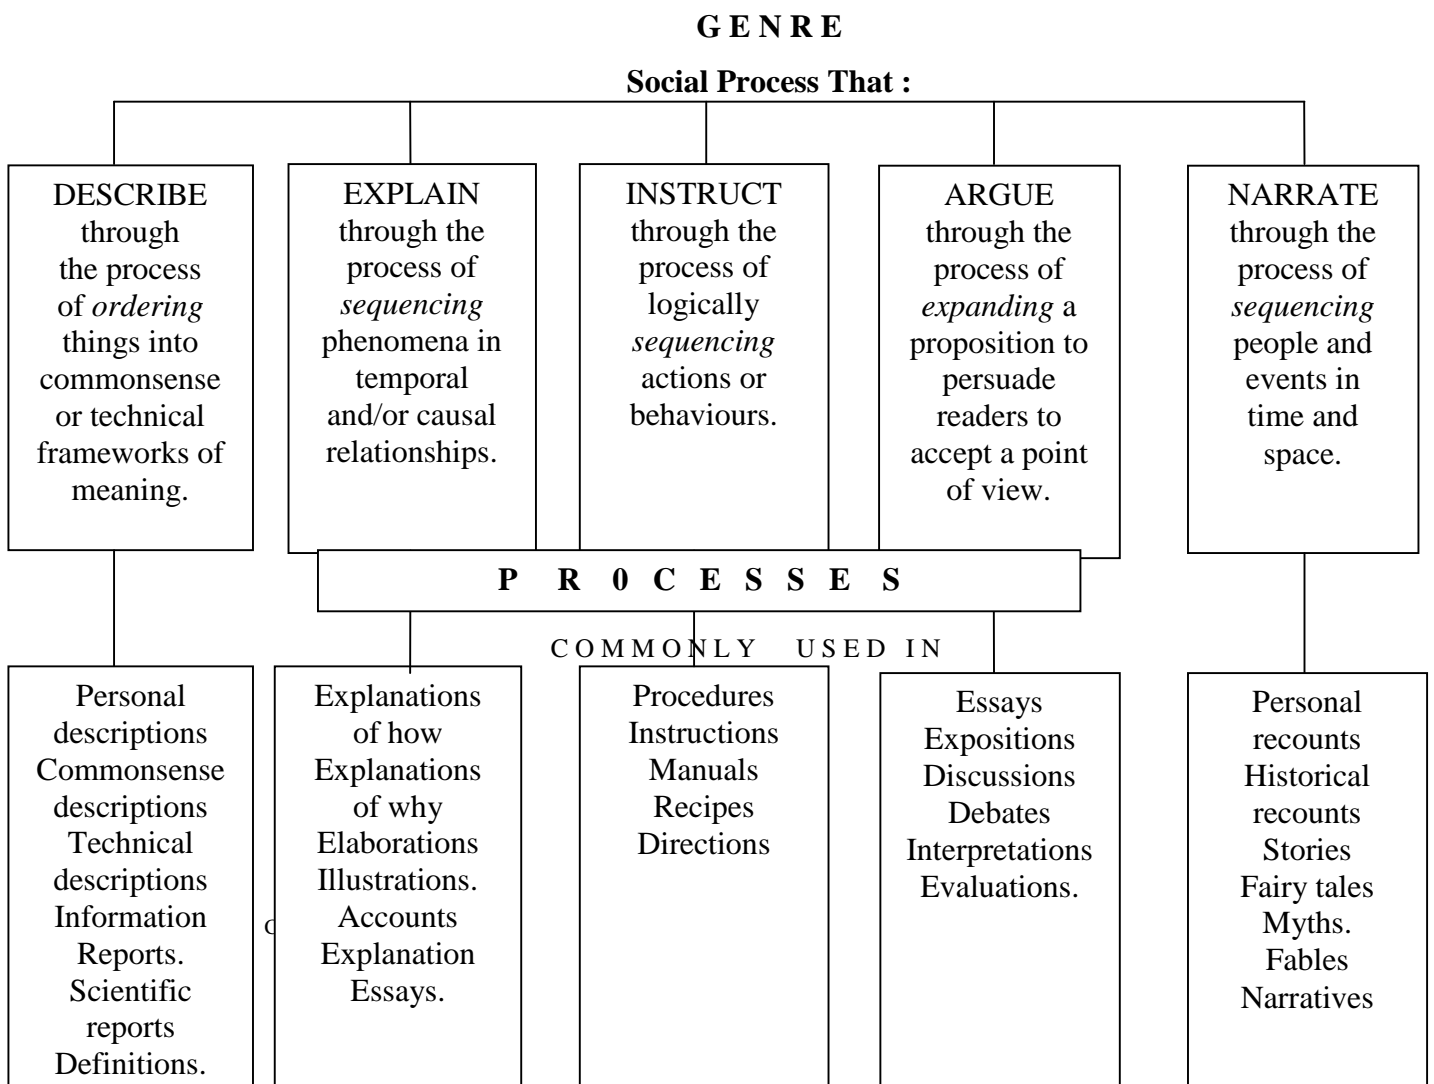 G E N R E
Social Process That :
DESCRIBE
through
the process
of ordering
things into
commonsense
or technical
frameworks of
meaning.
EXPLAIN
through the
process of
sequencing
phenomena in
temporal
and/or causal
relationships.
INSTRUCT
through the
process of
logically
sequencing
actions or
behaviours.
ARGUE
through the
process of
expanding a
proposition to
persuade
readers to
accept a point
of view.
NARRATE
through the
process of
sequencing
people and
events in
time and
space.
P R 0 C E S S E S
C O M M O N L Y U S E D I N
Personal
descriptions
Commonsense
descriptions
Technical
descriptions
Information
Reports.
Scientific
reports
Definitions.
Explanations
of how
Explanations
of why
Elaborations
Illustrations.
Accounts
Explanation
Essays.
Procedures
Instructions
Manuals
Recipes
Directions
Essays
Expositions
Discussions
Debates
Interpretations
Evaluations.
Personal
recounts
Historical
recounts
Stories
Fairy tales
Myths.
Fables
Narratives